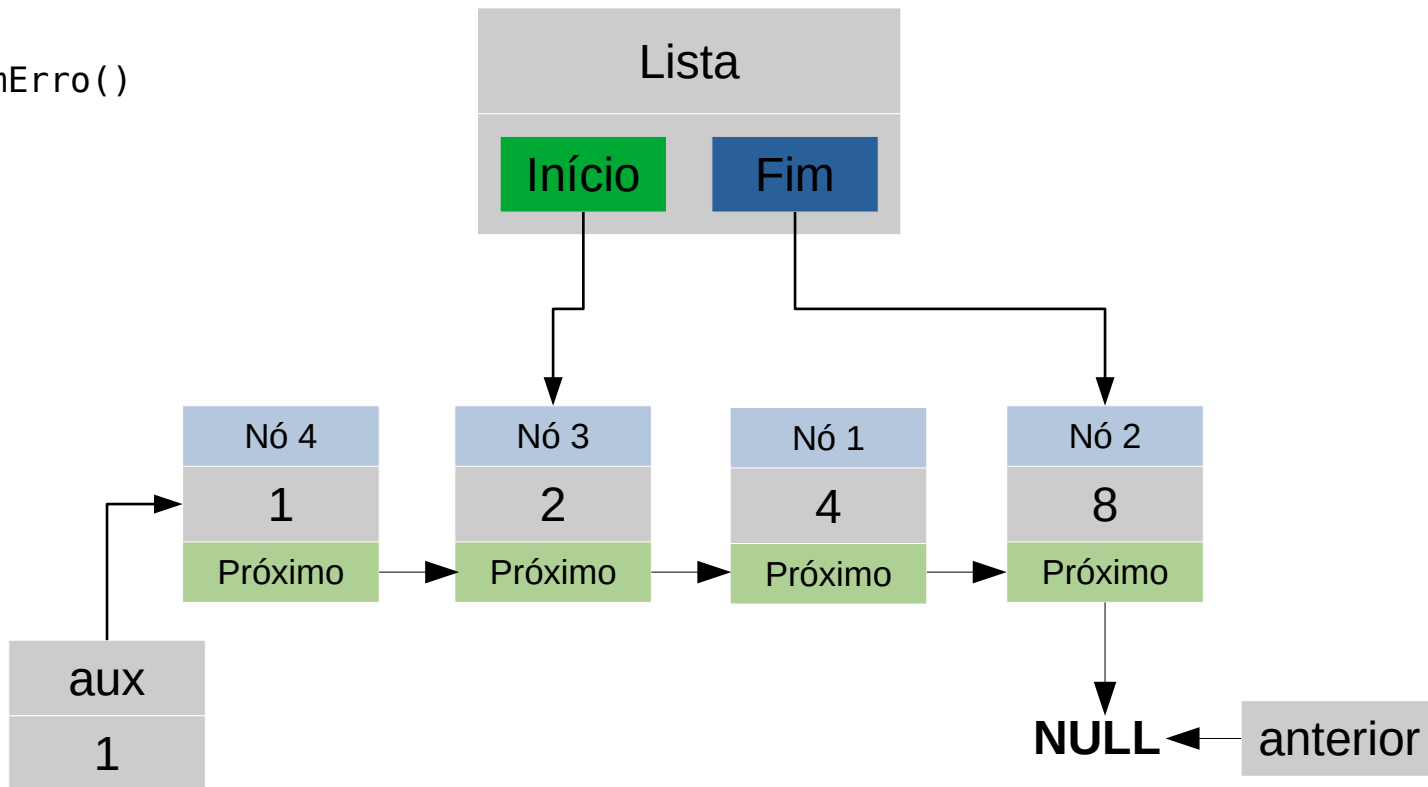 mErro()
Lista
Início Fim
Nó 4 Nó 3 Nó 1 Nó 2
1 2 4 8
Próximo Próximo Próximo Próximo
aux
1
NULL anterior